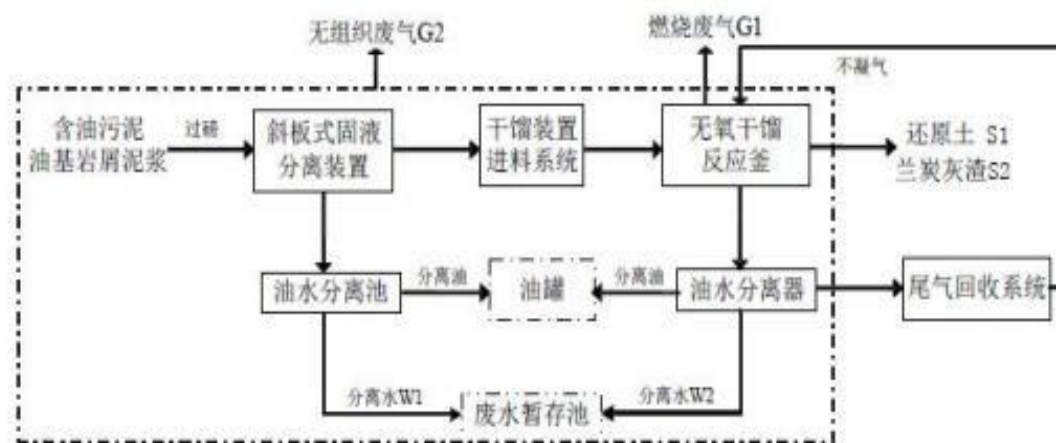 无组织废气G2
燃烧废气G1
不凝气
含油污泥
油基岩屑泥浆
过磅
斜板式固液
分离装置
干馏装置
进料系统
无氧干馏
反应釜
还原土 S1
兰炭灰渣S2
油水分离池
分离油
油罐
分离油
油水分离器
尾气回收系统
分离水W1
废水暂存池
分离水W2